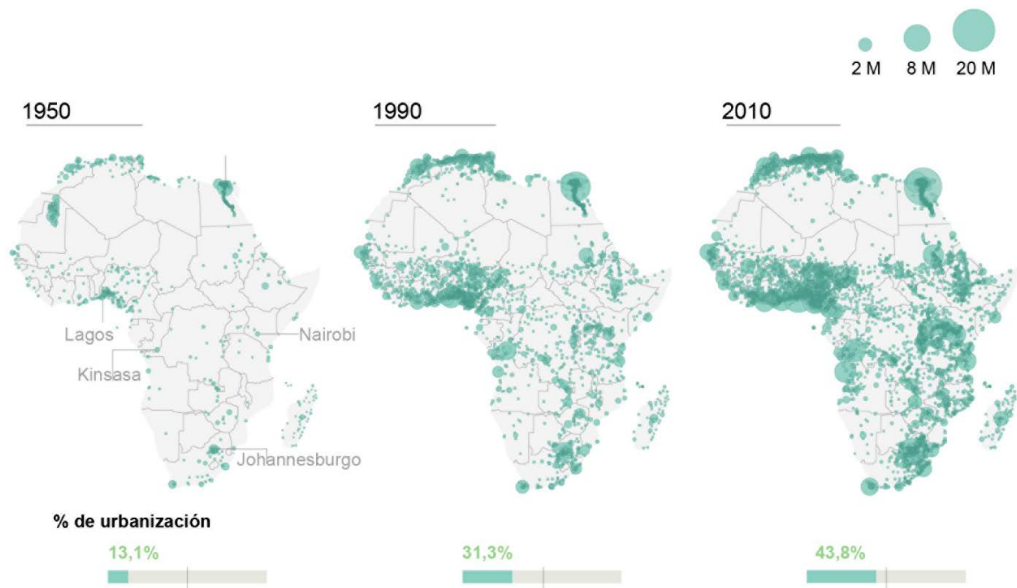 2 M 8 M 20 M
1950 1990 2010
Lagos
Nairobi
Kinsasa
Johannesburgo
% de urbanización
13,1% 31,3% 43,8%